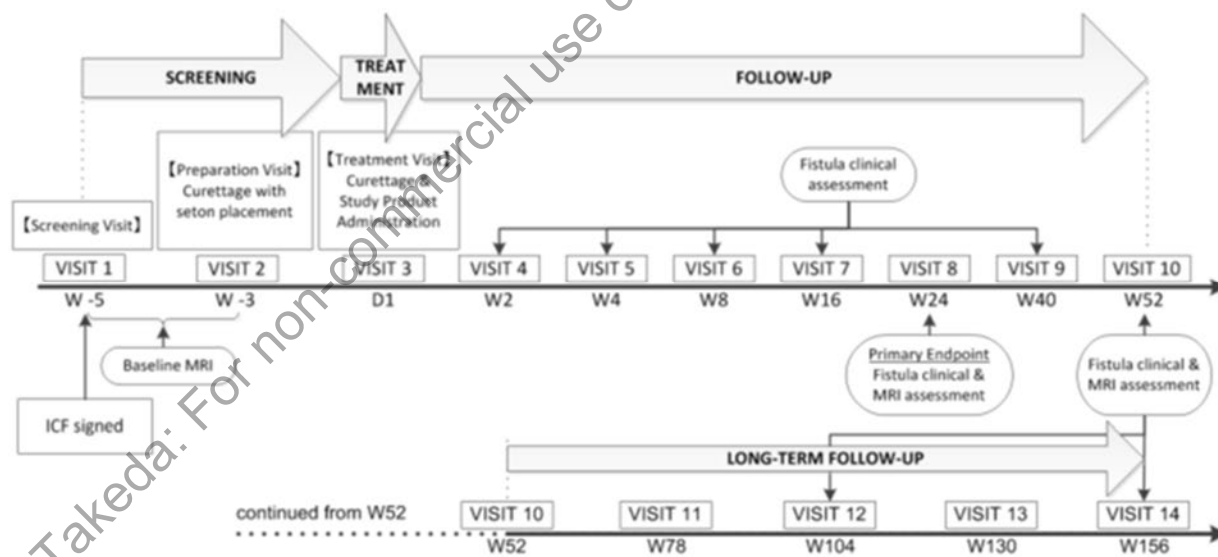 SCREENING
TREAT
MENT
FOLLOW-UP
【Screening Visit】
【Preparation Visit】
Curettage with
seton placement
【Treatment Visit】
Curettage &
Study Product
Administration
Fistula clinical
assessment
VISIT 1
VISIT 2
VISIT 3
VISIT 4
VISIT 5
VISIT 6
VISIT 7
VISIT 8
VISIT 9
VISIT 10
W -5
W -3
D1
W2
W4
W8
W16
W24
W40
W52
Baseline MRI
ICF signed
Primary Endpoint
Fistula clinical &
MRI assessment
Fistula clinical &
MRI assessment
LONG-TERM FOLLOW-UP
continued from W52
VISIT 10
VISIT 11
VISIT 12
VISIT 13
VISIT 14
W52
W78
W104
W130
W156
Takeda: For non-commercial use